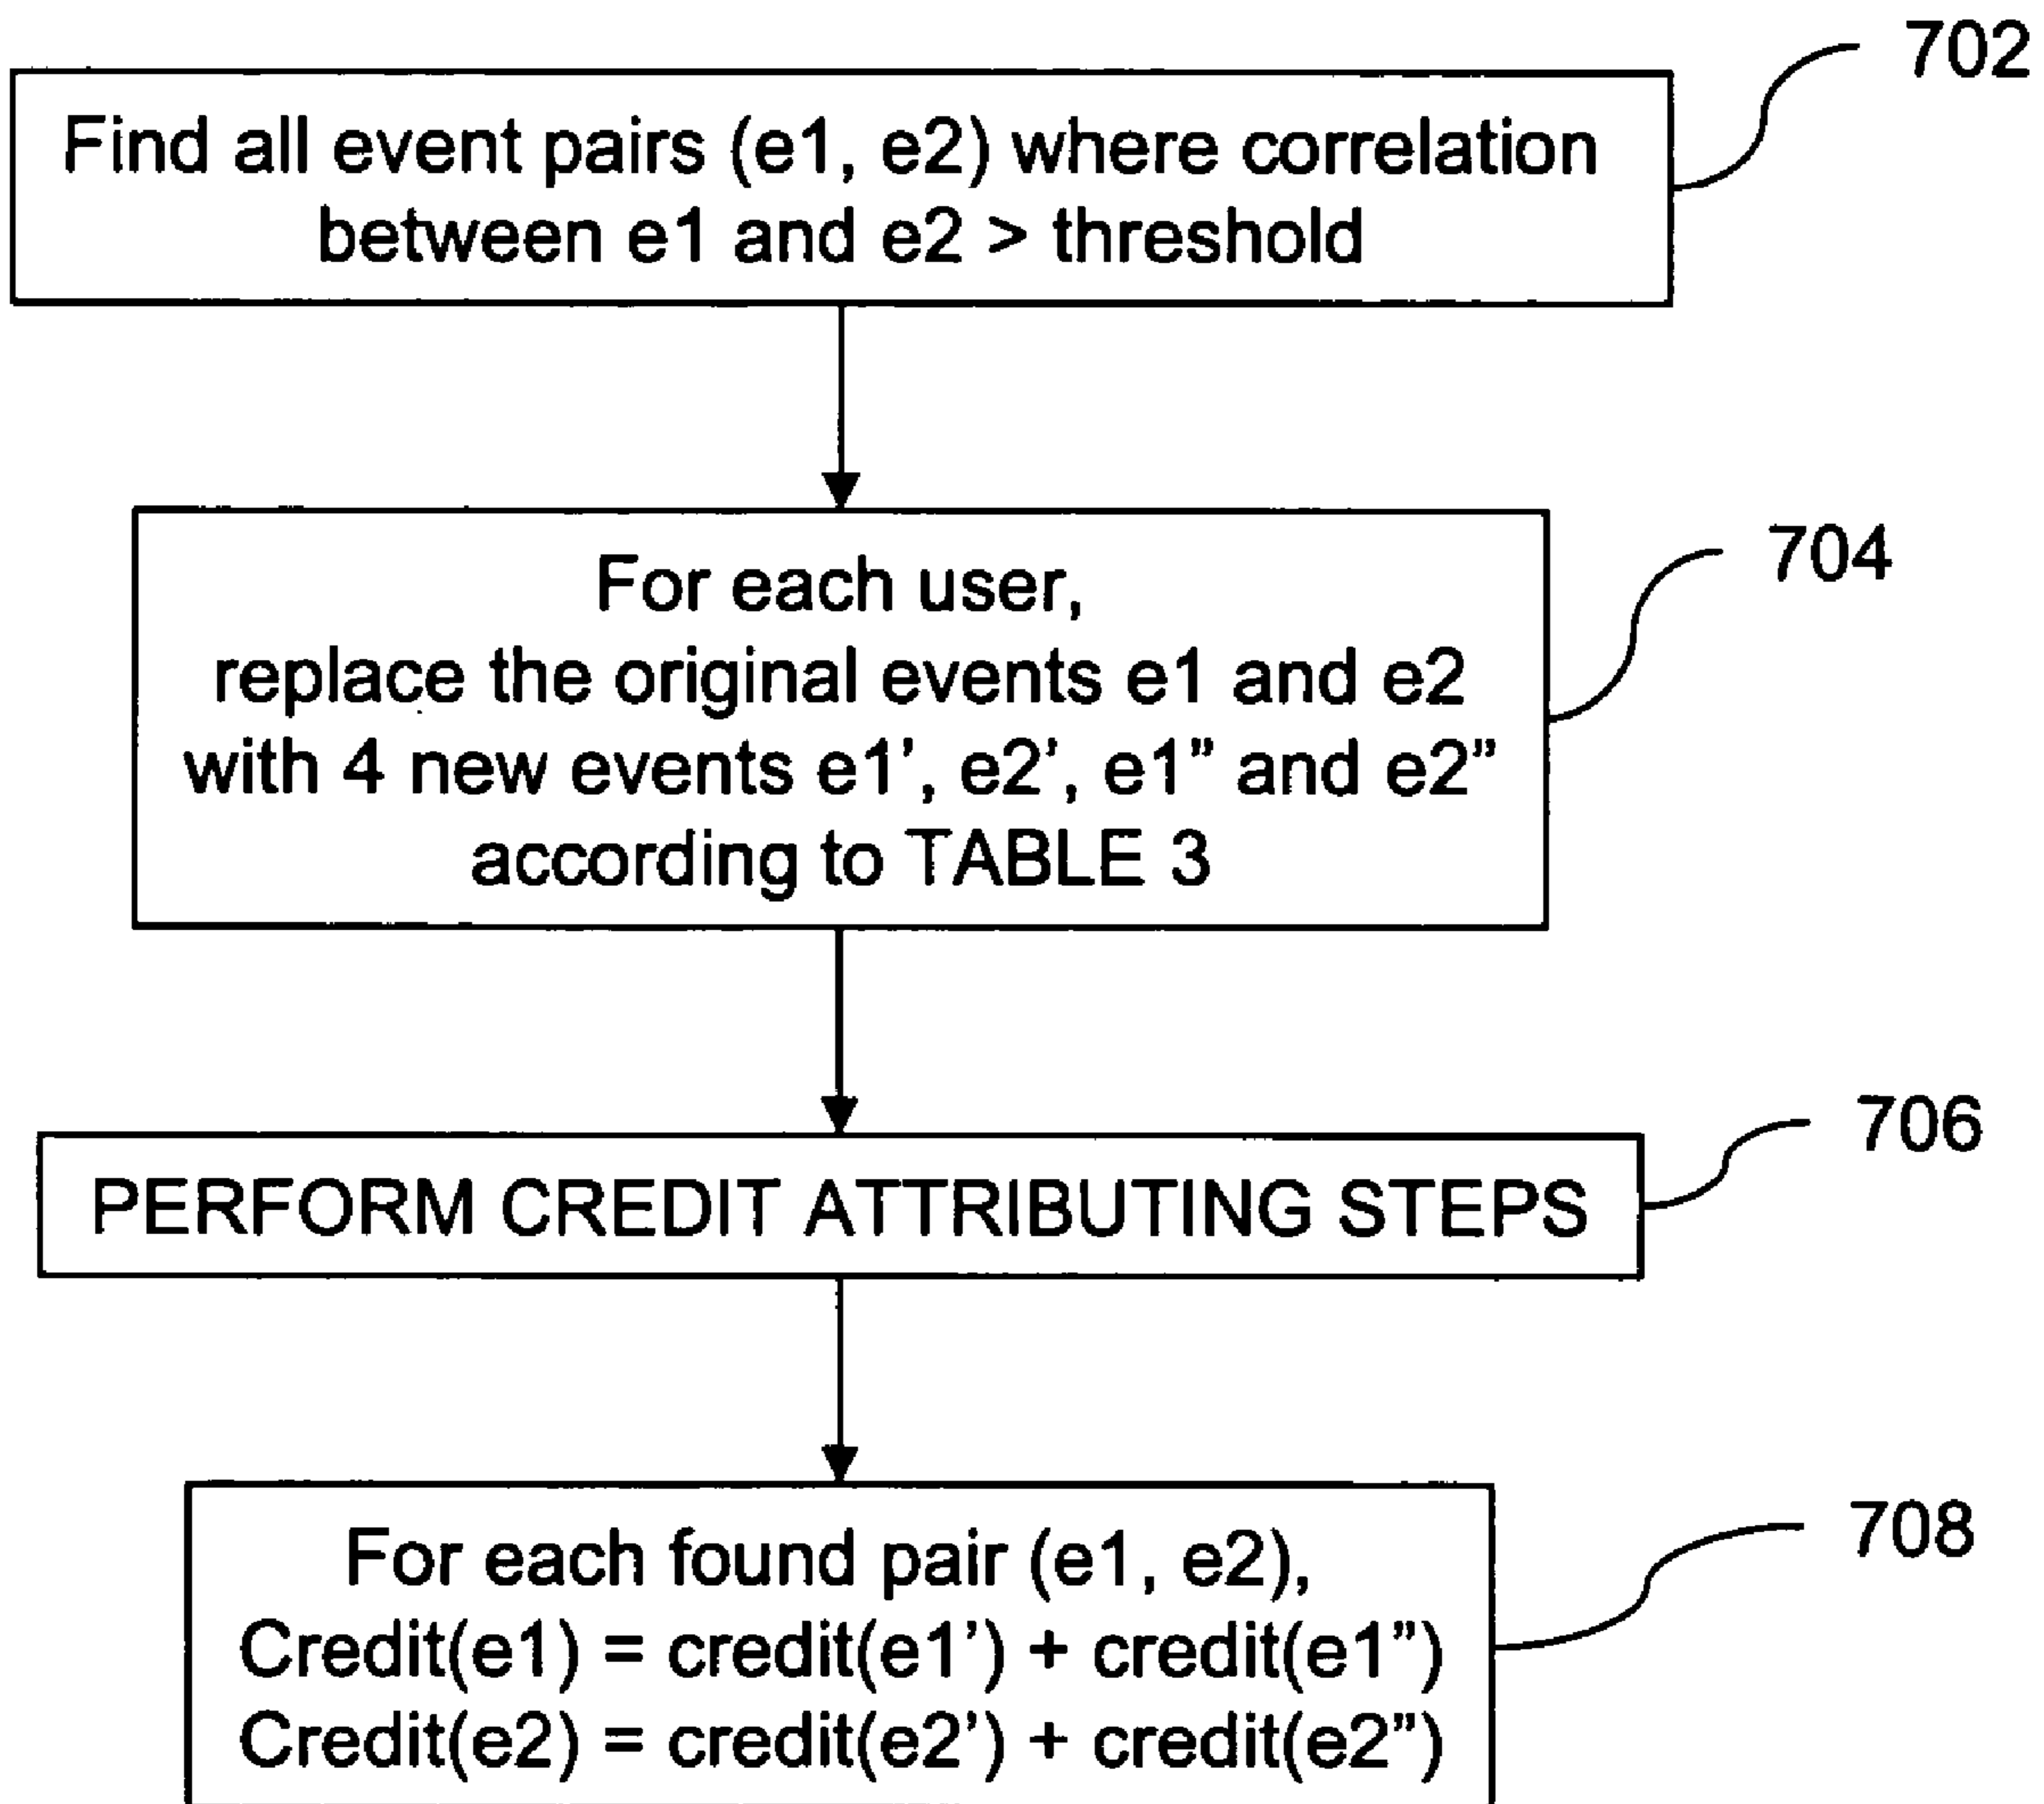 702
Find all event pairs (e1, e2) where correlation
between e1 and e2 > threshold
704
For each user,
replace the original events e1 and e2
with 4 new events e1’, e2’, e1” and e2”
according to TABLE 3
706
PERFORM CREDIT ATTRIBUTING STEPS
708
For each found pair (e1, e2),
Credit(e1) = credit(e1’) + credit(e1”)
Credit(e2) = credit(e2’) + credit(e2”)